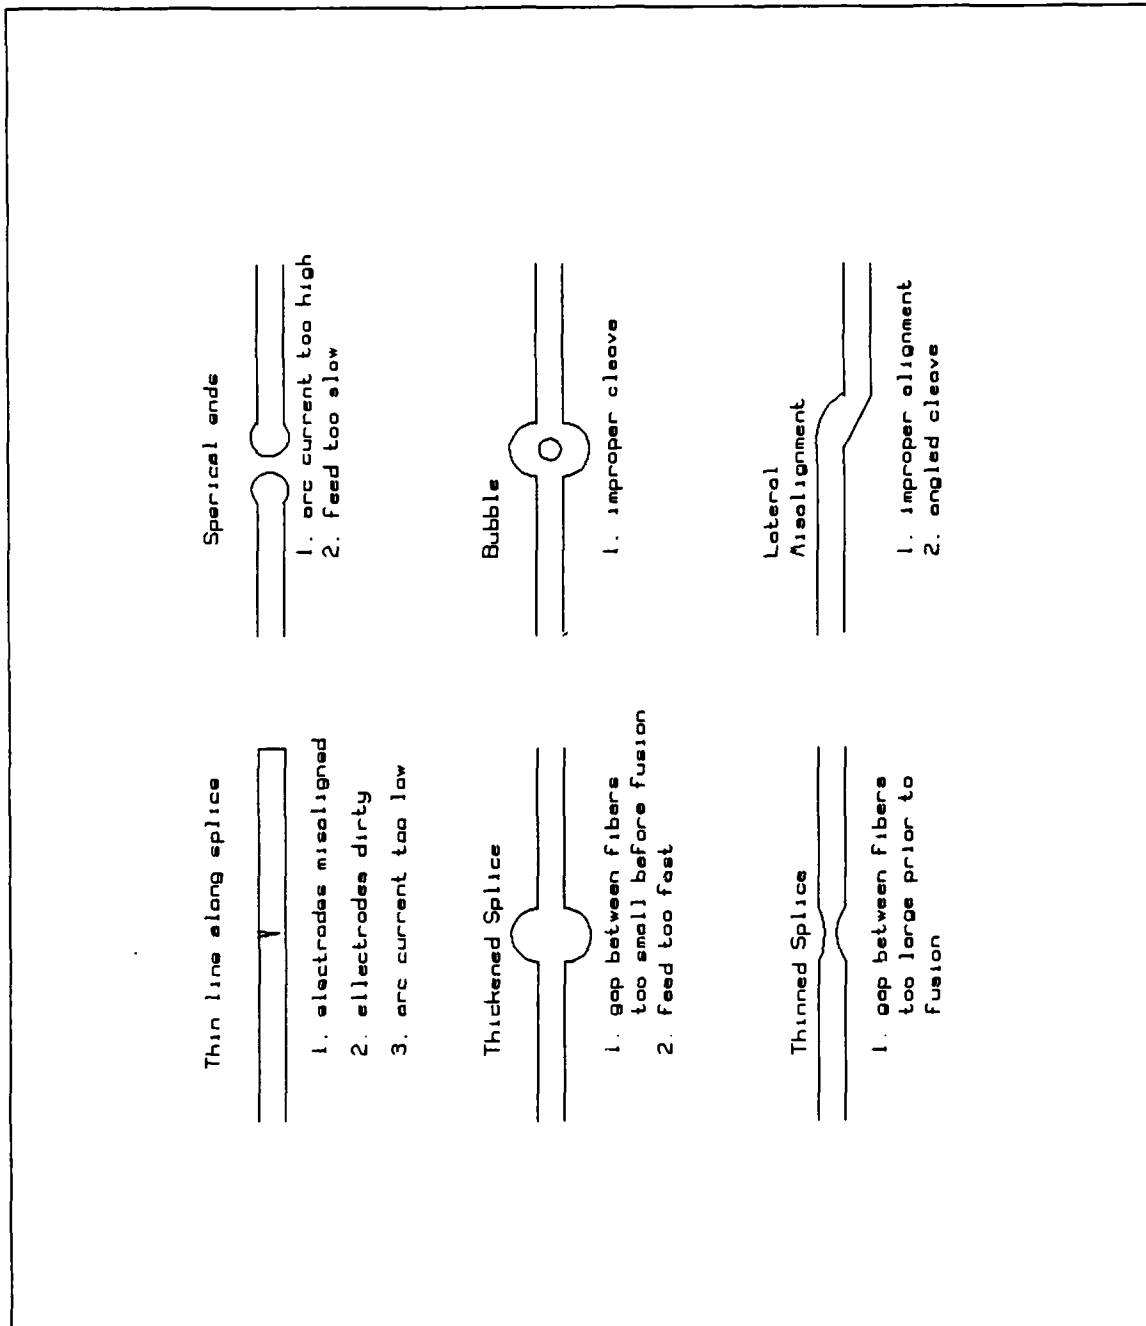 Thin line along splice
1. electrodes misaligned
2. ellectrodes dirty
3. arc current too low
Sperical ends
1. arc current too high
2. feed too slow
Thickened Splice
1. gap between fibers
too small before fusion
2. feed too fast
Bubble
1. improper cleave
Thinned Splice
1. gap between fibers
too large prior to
fusion
Lateral
Misalignment
1. improper alignment
2. angled cleave